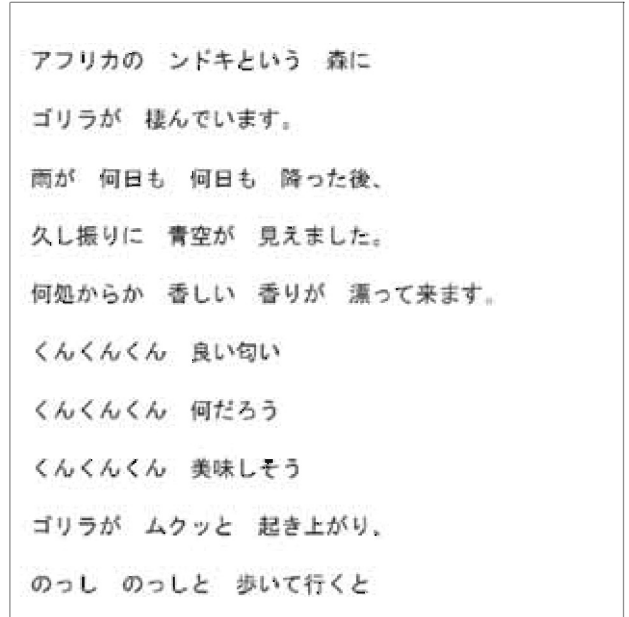 アフリカの　ンドキという　森に
ゴリラが　棲んでいます。
雨が　何日も　何日も　降った後、
久し振りに　青空が　見えました。
何処からか　香しい　香りが　漂って来ます。
くんくんくん　良い匂い
くんくんくん　何だろう
くんくんくん　美味しそう
ゴリラが　ムクッと　起き上がり、
のっし　のっしと　歩いて行くと